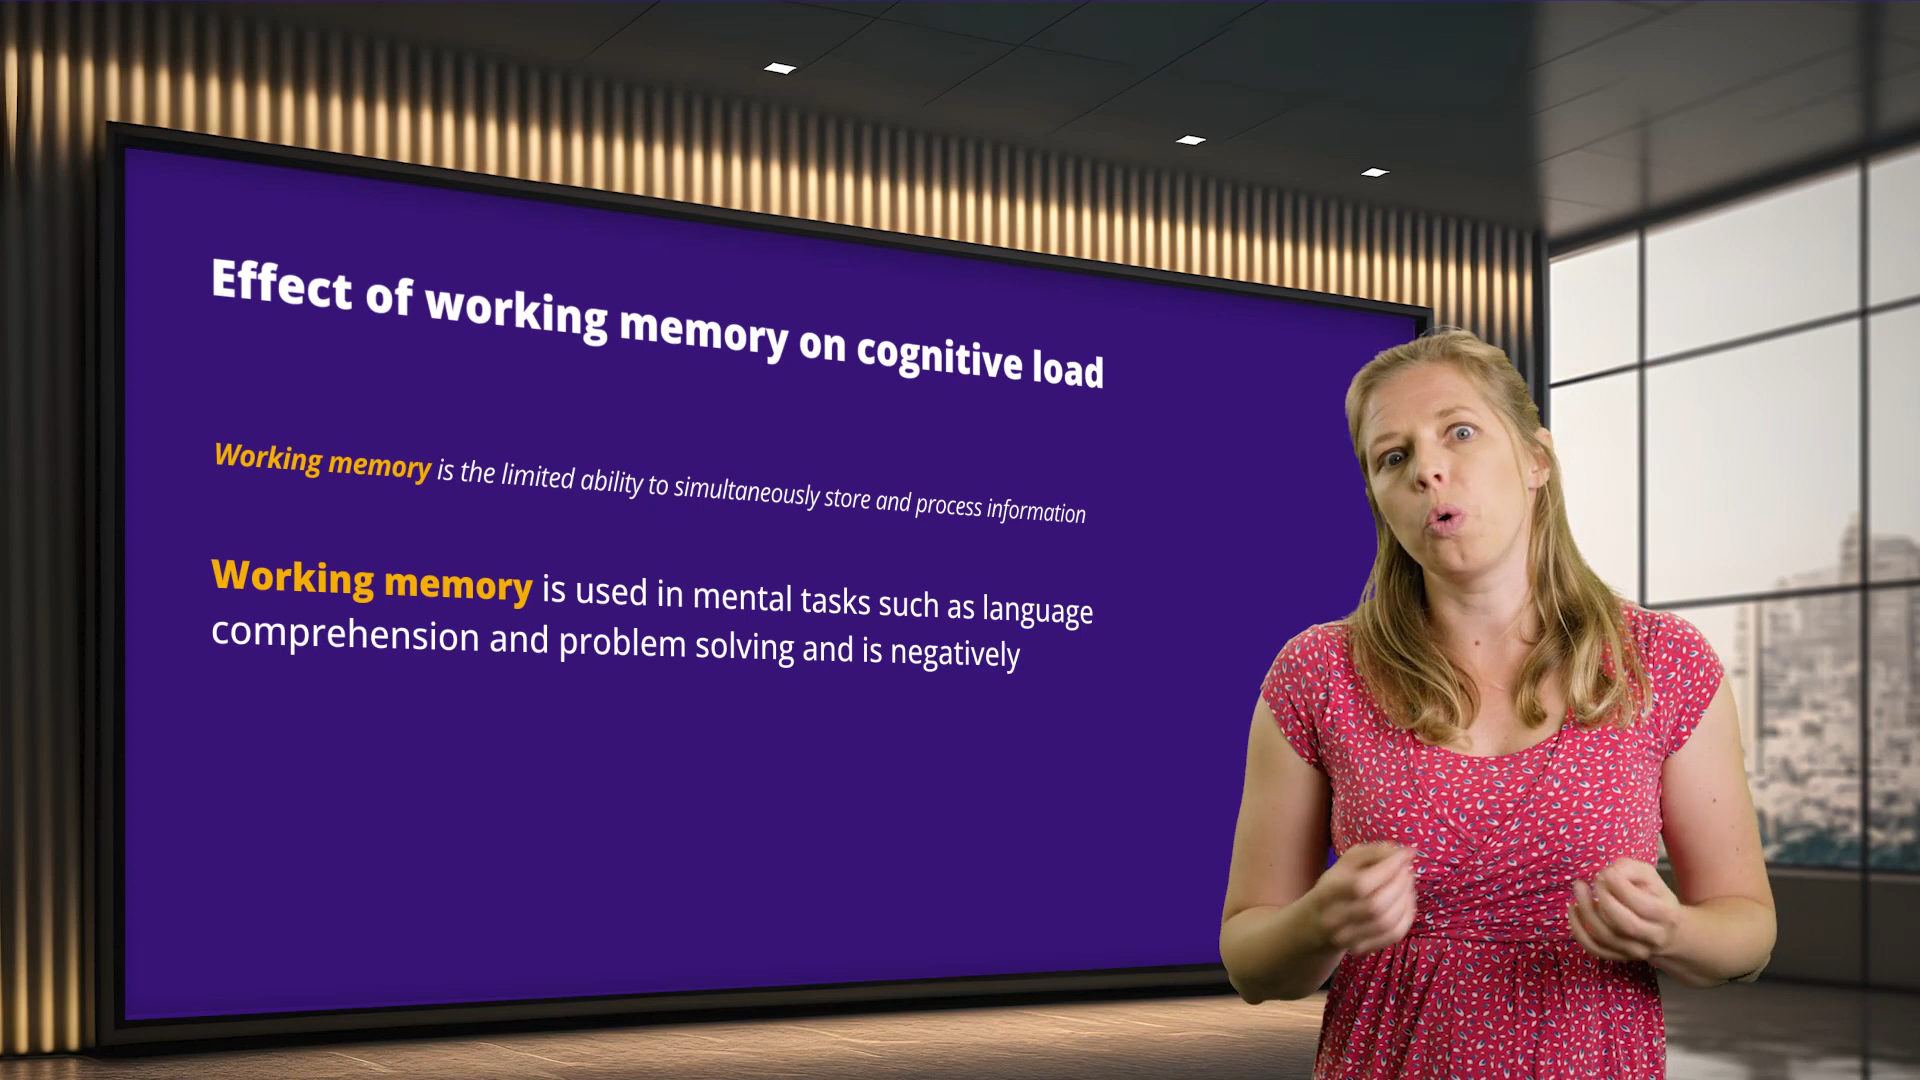 Effect of working memory on cognitive load
Working memory is the limited ability to simultaneously store and process information
Working memory is used in mental tasks such as language
comprehension and problem solving and is negatively